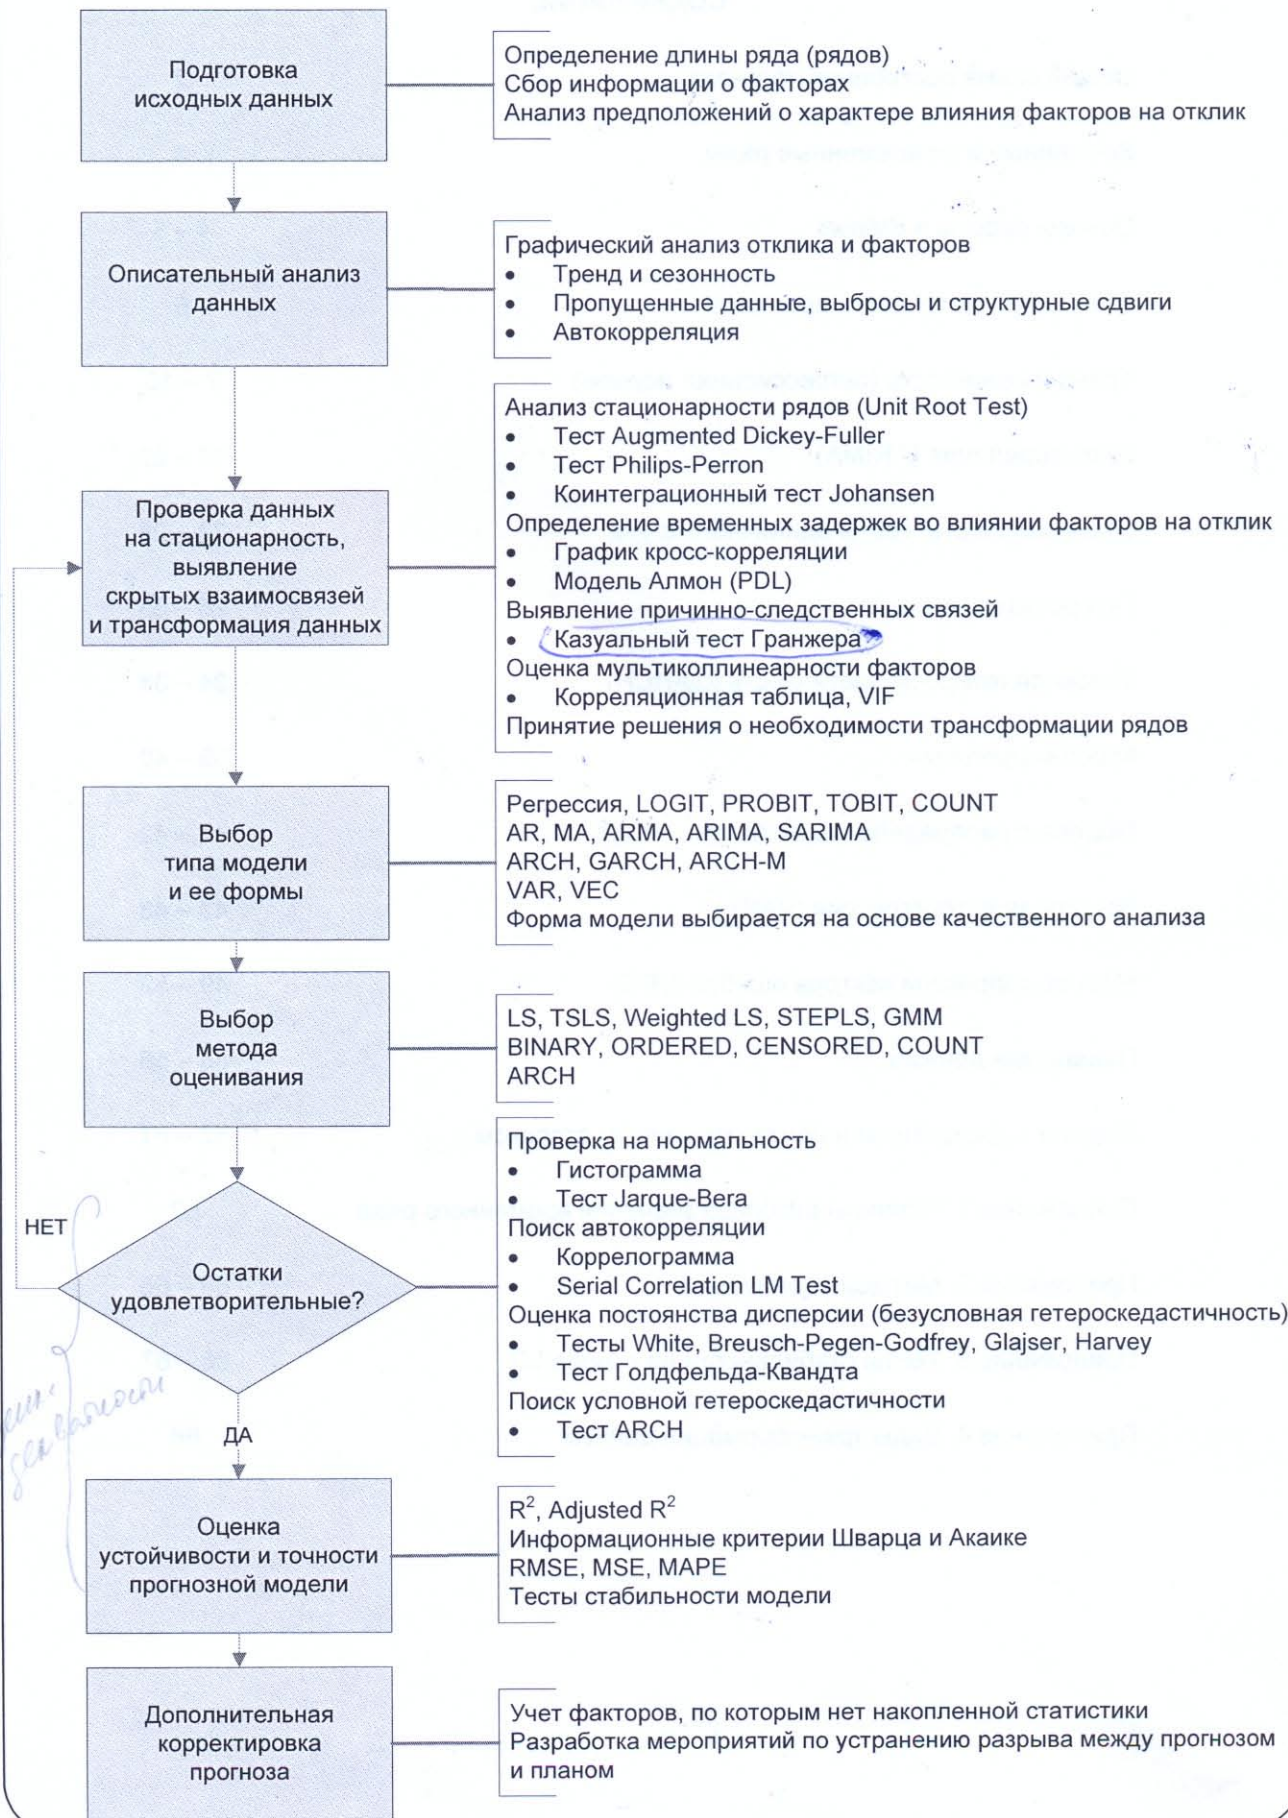 Подготовка
исходных данных
Определение длины ряда (рядов)
Сбор информации о факторах
Анализ предположений о характере влияния факторов на отклик
Описательный анализ
данных
Графический анализ отклика и факторов
• Тренд и сезонность
• Пропущенные данные, выбросы и структурные сдвиги
• Автокорреляция
Проверка данных
на стационарность,
выявление
скрытых взаимосвязей
и трансформация данных
Анализ стационарности рядов (Unit Root Test)
• Тест Augmented Dickey-Fuller
• Тест Philips-Perron
• Коинтеграционный тест Johansen
Определение временных задержек во влиянии факторов на отклик
• График кросс-корреляции
• Модель Алмон (PDL)
Выявление причинно-следственных связей
• Казуальный тест Гранжера
Оценка мультиколлинеарности факторов
• Корреляционная таблица, VIF
Принятие решения о необходимости трансформации рядов
Выбор
типа модели
и ее формы
Регрессия, LOGIT, PROBIT, TOBIT, COUNT
AR, MA, ARMA, ARIMA, SARIMA
ARCH, GARCH, ARCH-M
VAR, VEC
Форма модели выбирается на основе качественного анализа
Выбор
метода
оценивания
LS, TSLS, Weighted LS, STEPLS, GMM
BINARY, ORDERED, CENSORED, COUNT
ARCH
НЕТ
Остатки
удовлетворительные?
Проверка на нормальность
• Гистограмма
• Тест Jarque-Bera
Поиск автокорреляции
• Коррелограмма
• Serial Correlation LM Test
Оценка постоянства дисперсии (безусловная гетероскедастичность)
• Тесты White, Breusch-Pegen-Godfrey, Glajser, Harvey
• Тест Голдфельда-Квандта
Поиск условной гетероскедастичности
• Тест ARCH
ДА
Оценка
устойчивости и точности
прогнозной модели
R², Adjusted R²
Информационные критерии Шварца и Акаике
RMSE, MSE, MAPE
Тесты стабильности модели
Дополнительная
корректировка
прогноза
Учет факторов, по которым нет накопленной статистики
Разработка мероприятий по устранению разрыва между прогнозом
и планом